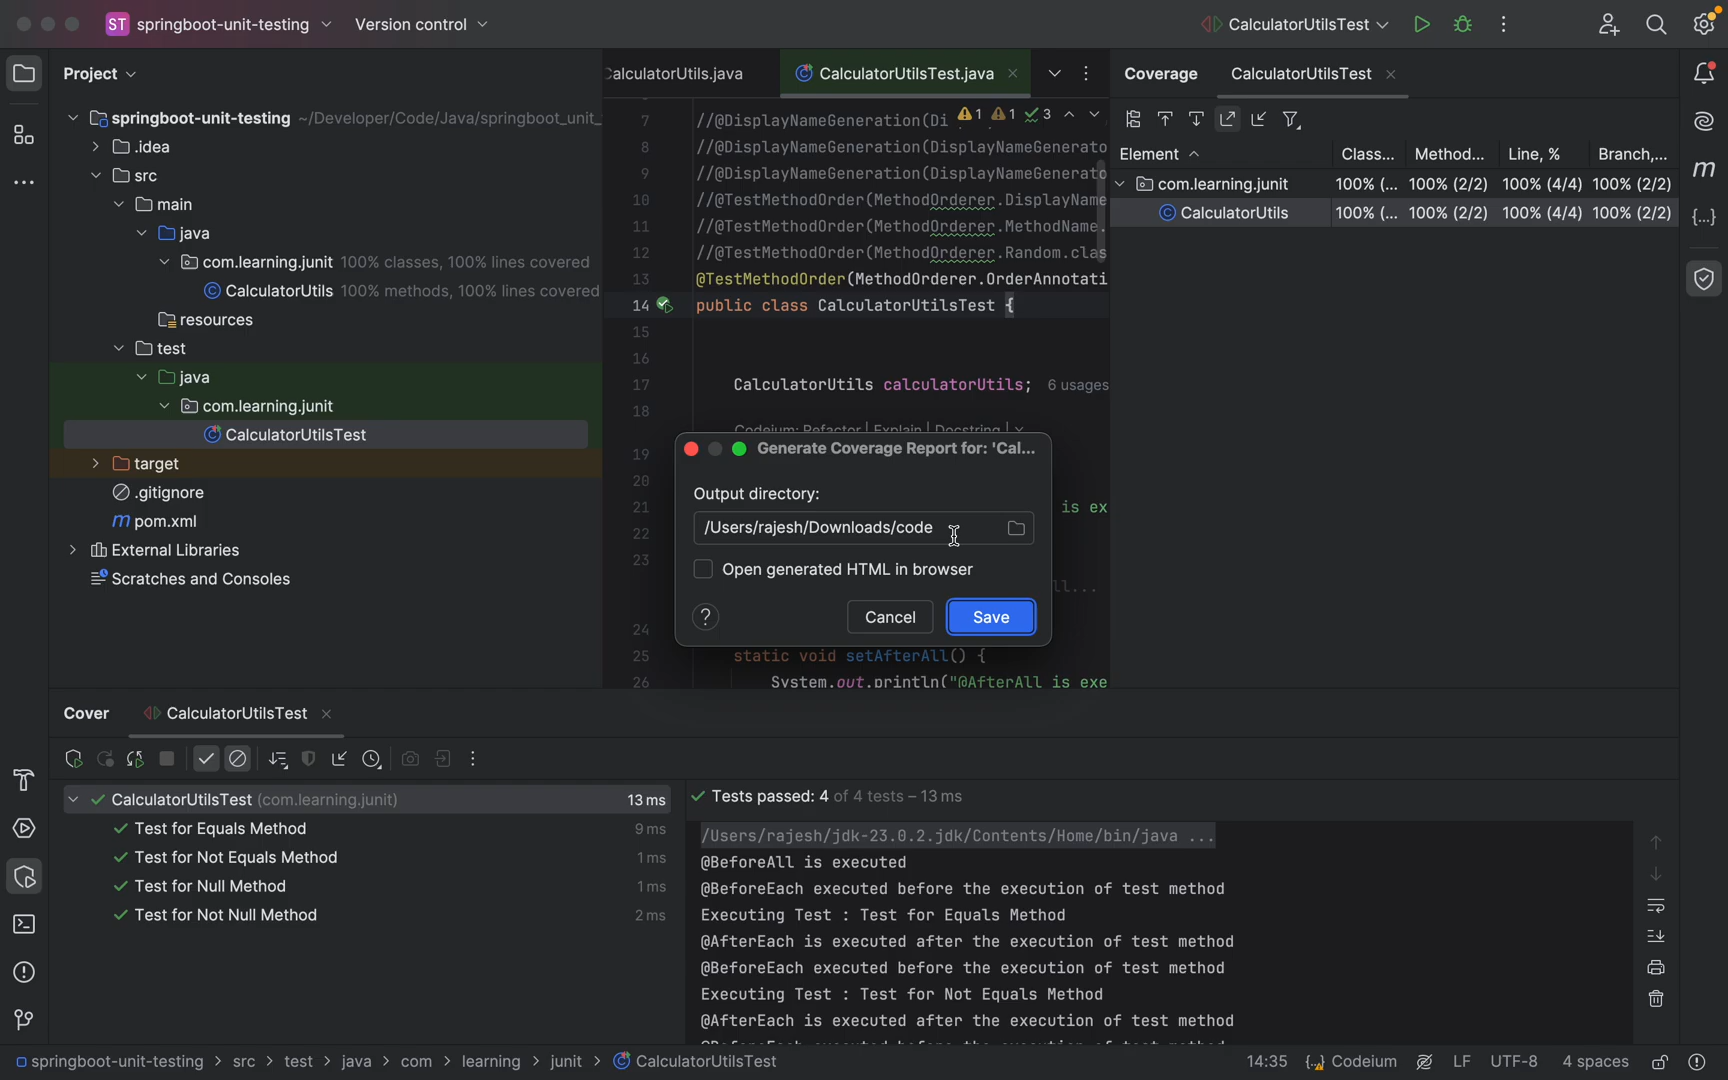 ST springboot-unit-testing Version control CalculatorUtilsTest
Project
springboot-unit-testing ~/Developer/Code/Java/springboot_unit_
.idea
src
main
java
com.learning.junit 100% classes, 100% lines covered
CalculatorUtils 100% methods, 100% lines covered
resources
test
java
com.learning.junit
CalculatorUtilsTest
target
.gitignore
pom.xml
External Libraries
Scratches and Consoles
CalculatorUtils.java CalculatorUtilsTest.java
1 1 3
7 //@DisplayNameGeneration(Di
8 //@DisplayNameGeneration(DisplayNameGenerato
9 //@DisplayNameGeneration(DisplayNameGenerato
10 //@TestMethodOrder(MethodOrderer.DisplayName
11 //@TestMethodOrder(MethodOrderer.MethodName.
12 //@TestMethodOrder(MethodOrderer.Random.clas
13 @TestMethodOrder(MethodOrderer.OrderAnnotati
14 public class CalculatorUtilsTest {
15
16
17 CalculatorUtils calculatorUtils; 6 usages
18
Codeium: Refactor | Explain | Docstring | ×
19
20
21 is ex
22
23
ll...
24
25 static void setAfterAll() {
26 System.out.println("@AfterAll is exe
Generate Coverage Report for: 'Cal...
Output directory:
/Users/rajesh/Downloads/code
Open generated HTML in browser
? Cancel Save
Coverage CalculatorUtilsTest
Element Class... Method... Line, % Branch,...
com.learning.junit 100% (... 100% (2/2) 100% (4/4) 100% (2/2)
CalculatorUtils 100% (... 100% (2/2) 100% (4/4) 100% (2/2)
Cover CalculatorUtilsTest
CalculatorUtilsTest (com.learning.junit) 13 ms
Test for Equals Method 9 ms
Test for Not Equals Method 1 ms
Test for Null Method 1 ms
Test for Not Null Method 2 ms
Tests passed: 4 of 4 tests – 13 ms
/Users/rajesh/jdk-23.0.2.jdk/Contents/Home/bin/java ...
@BeforeAll is executed
@BeforeEach executed before the execution of test method
Executing Test : Test for Equals Method
@AfterEach is executed after the execution of test method
@BeforeEach executed before the execution of test method
Executing Test : Test for Not Equals Method
@AfterEach is executed after the execution of test method
@BeforeEach executed before the execution of test method
springboot-unit-testing > src > test > java > com > learning > junit > CalculatorUtilsTest
14:35 {..} Codeium LF UTF-8 4 spaces